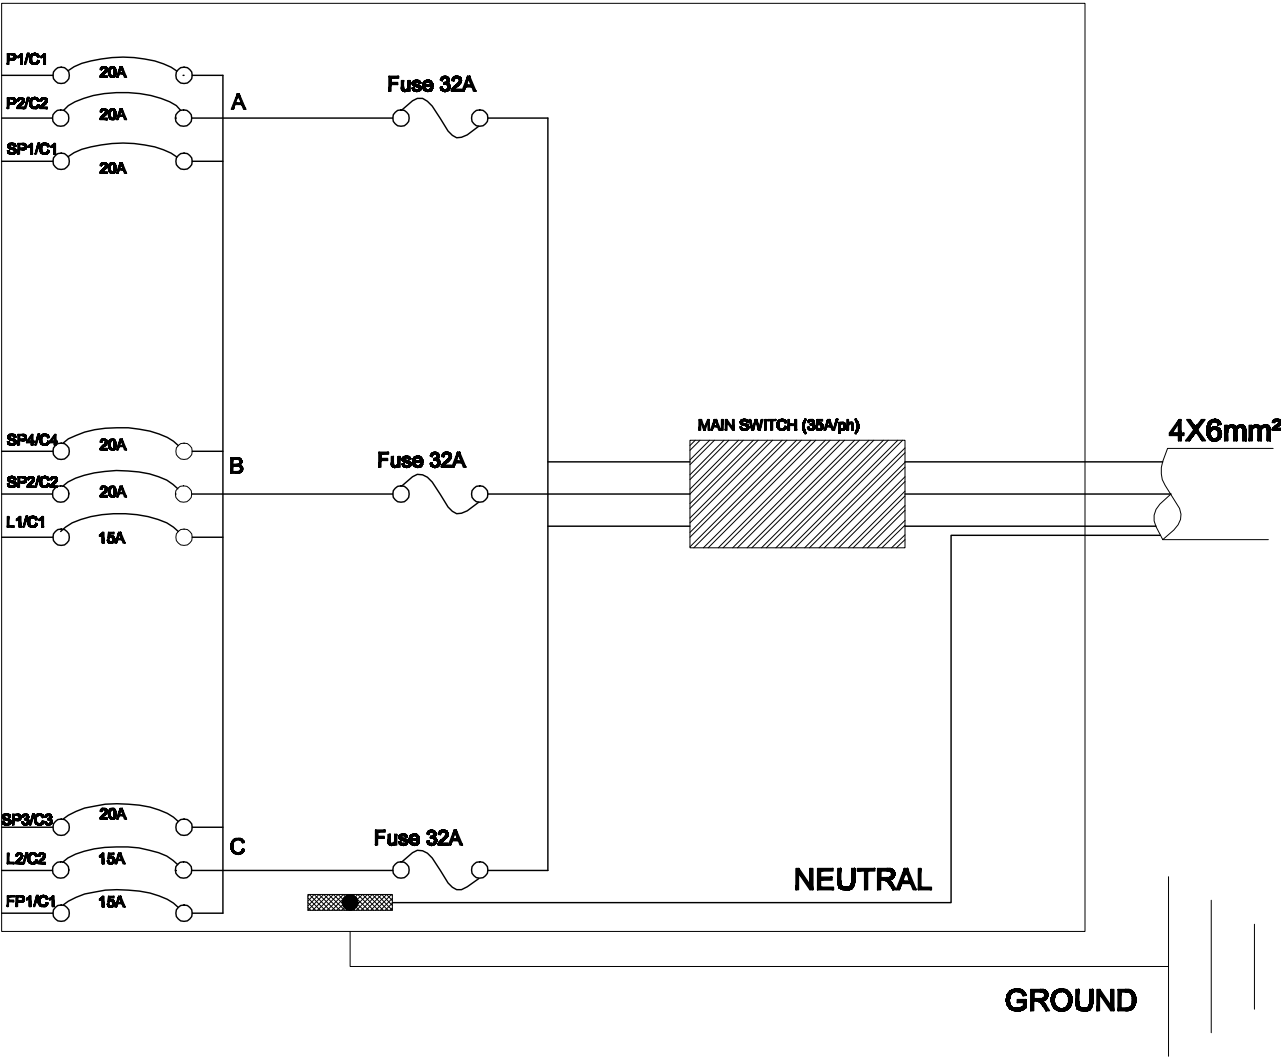 P1/C1
20A
Fuse 32A
P2/C2
20A
A
SP1/C1
20A
MAIN SWITCH (35A/ph)
4X6mm²
SP4/C4
20A
B
Fuse 32A
SP2/C2
20A
L1/C1
15A
SP3/C3
20A
C
Fuse 32A
L2/C2
15A
NEUTRAL
FP1/C1
15A
GROUND